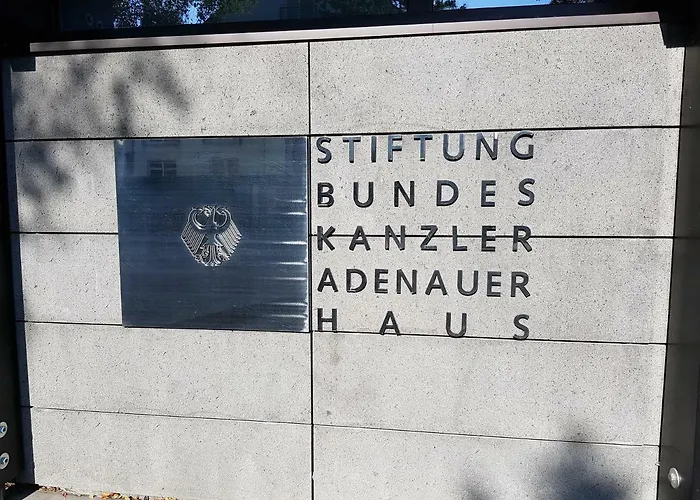 STIFTUNG
BUNDES
KANZLER
ADENAUER
HAUS